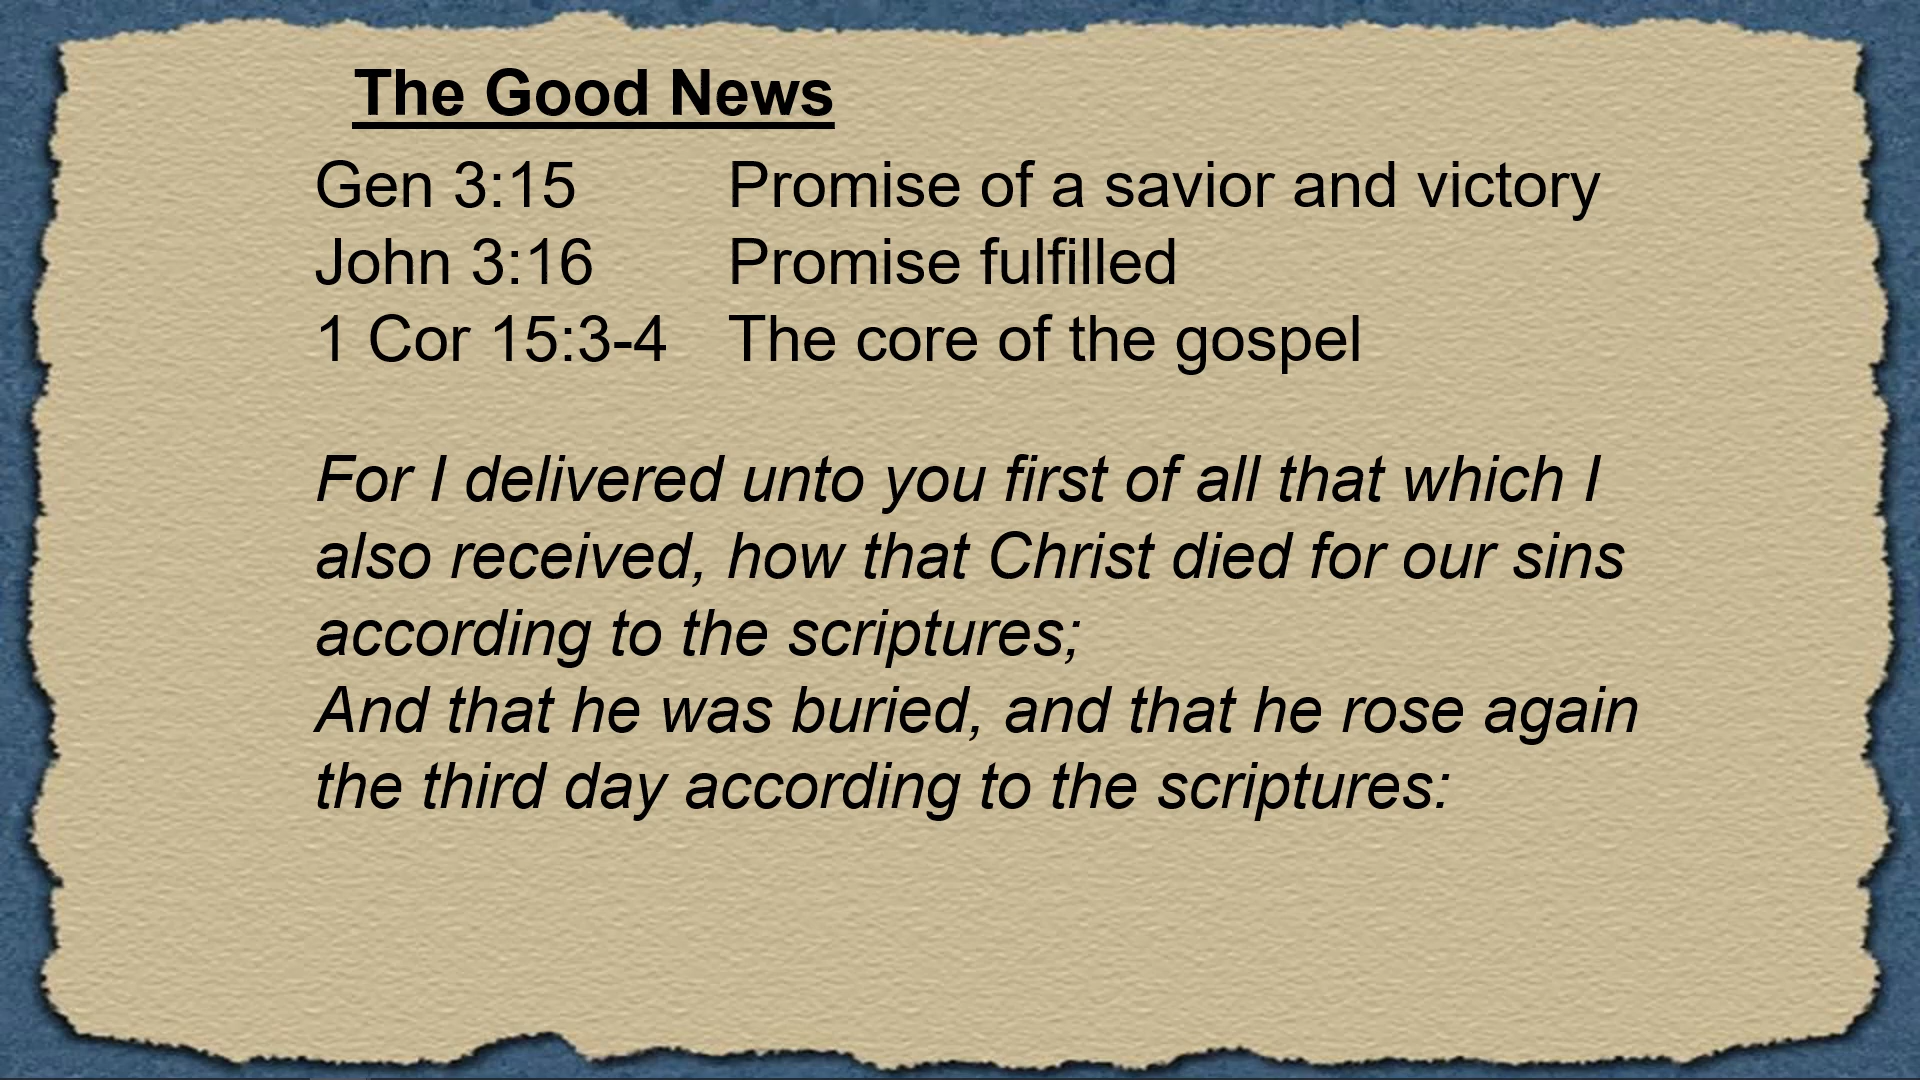 The Good News
Gen 3:15 Promise of a savior and victory
John 3:16 Promise fulfilled
1 Cor 15:3-4 The core of the gospel
For I delivered unto you first of all that which I
also received, how that Christ died for our sins
according to the scriptures;
And that he was buried, and that he rose again
the third day according to the scriptures: